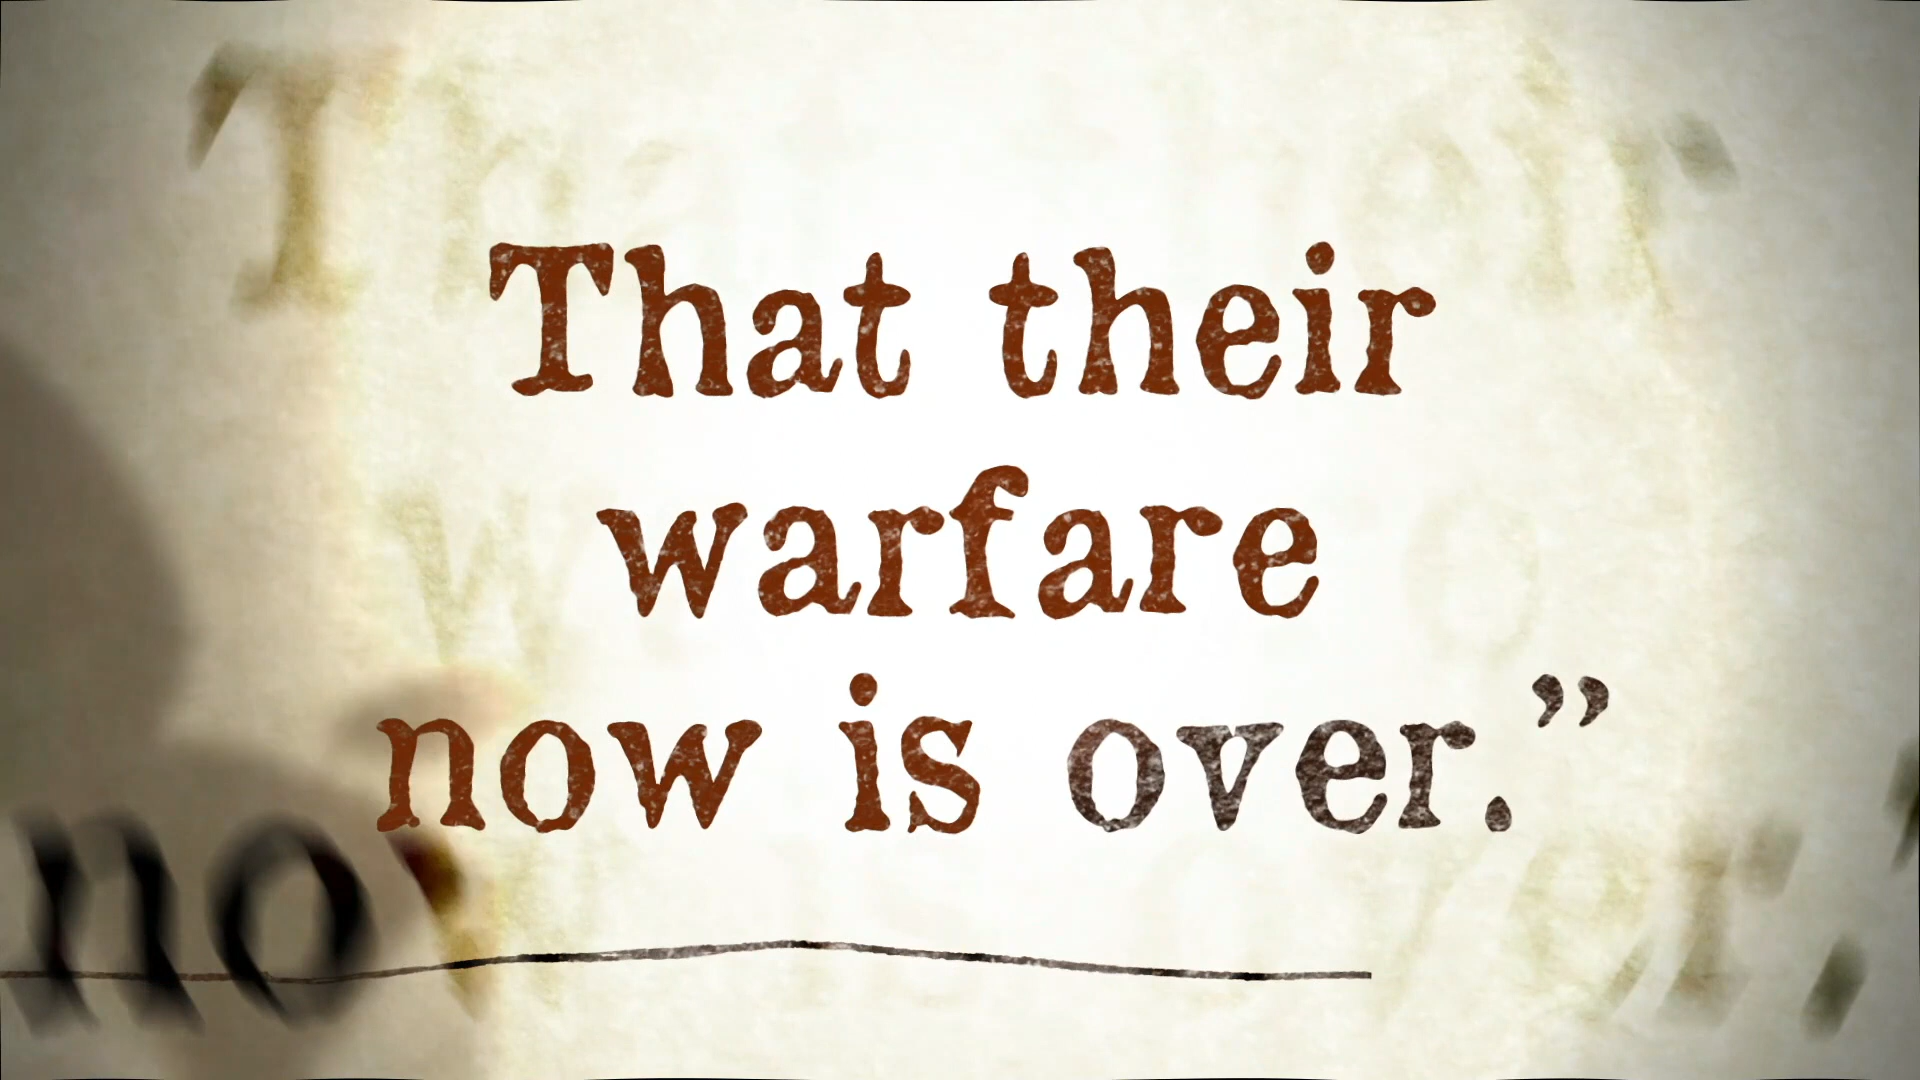 That their
warfare
now is over.”